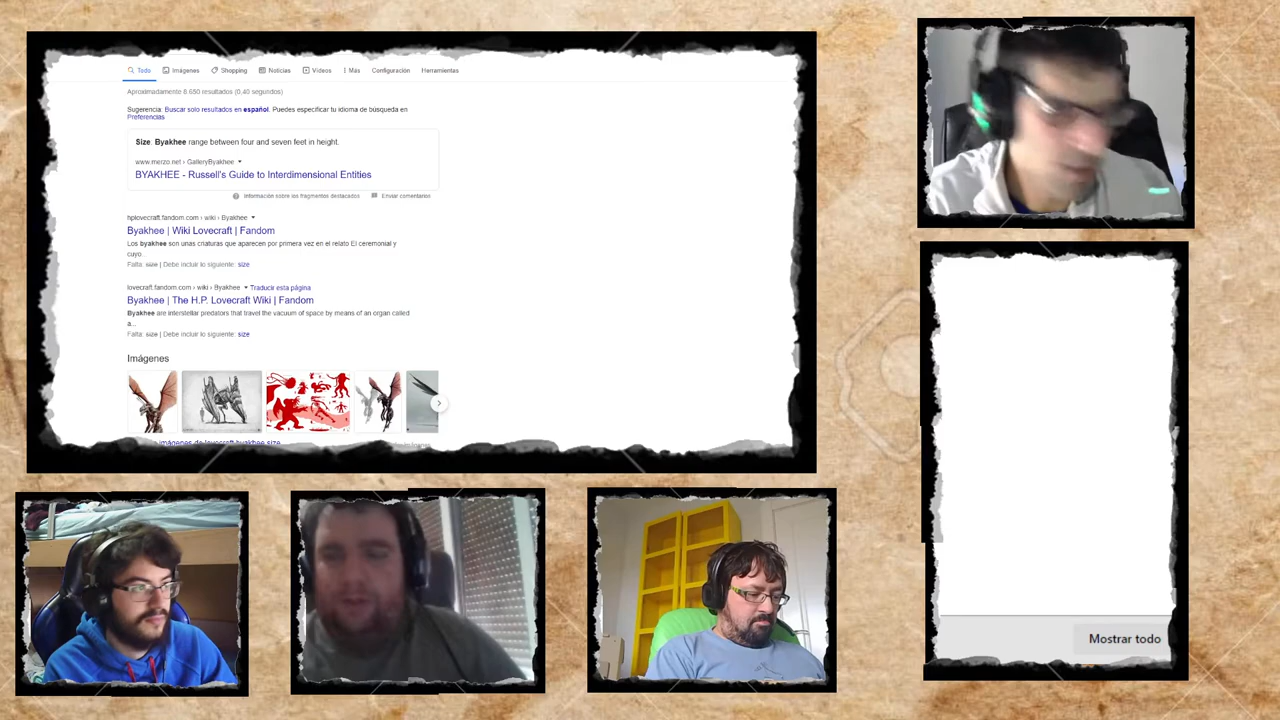 Todo Imágenes Shopping Noticias Vídeos Más Configuración Herramientas
Aproximadamente 8.650 resultados (0,40 segundos)
Sugerencia: Buscar solo resultados en español. Puedes especificar tu idioma de búsqueda en
Preferencias
Size: Byakhee range between four and seven feet in height.
www.merzo.net › GalleryByakhee
BYAKHEE - Russell's Guide to Interdimensional Entities
Información sobre los fragmentos destacados Enviar comentarios
hplovecraft.fandom.com › wiki › Byakhee
Byakhee | Wiki Lovecraft | Fandom
Los byakhee son unas criaturas que aparecen por primera vez en el relato El ceremonial y
cuyo...
Falta: size | Debe incluir lo siguiente: size
lovecraft.fandom.com › wiki › Byakhee Traducir esta página
Byakhee | The H.P. Lovecraft Wiki | Fandom
Byakhee are interstellar predators that travel the vacuum of space by means of an organ called
a...
Falta: size | Debe incluir lo siguiente: size
Imágenes
imágenes de lovecraft byakhee size
Mostrar todo